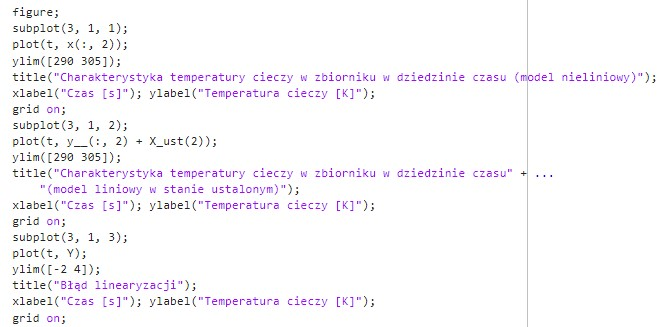 figure;
subplot(3, 1, 1);
plot(t, x(:, 2));
ylim([290 305]);
title("Charakterystyka temperatury cieczy w zbiorniku w dziedzinie czasu (model nieliniowy)");
xlabel("Czas [s]"); ylabel("Temperatura cieczy [K]");
grid on;
subplot(3, 1, 2);
plot(t, y__(:, 2) + X_ust(2));
ylim([290 305]);
title("Charakterystyka temperatury cieczy w zbiorniku w dziedzinie czasu" + ...
    "(model liniowy w stanie ustalonym)");
xlabel("Czas [s]"); ylabel("Temperatura cieczy [K]");
grid on;
subplot(3, 1, 3);
plot(t, Y);
ylim([-2 4]);
title("Błąd linearyzacji");
xlabel("Czas [s]"); ylabel("Temperatura cieczy [K]");
grid on;